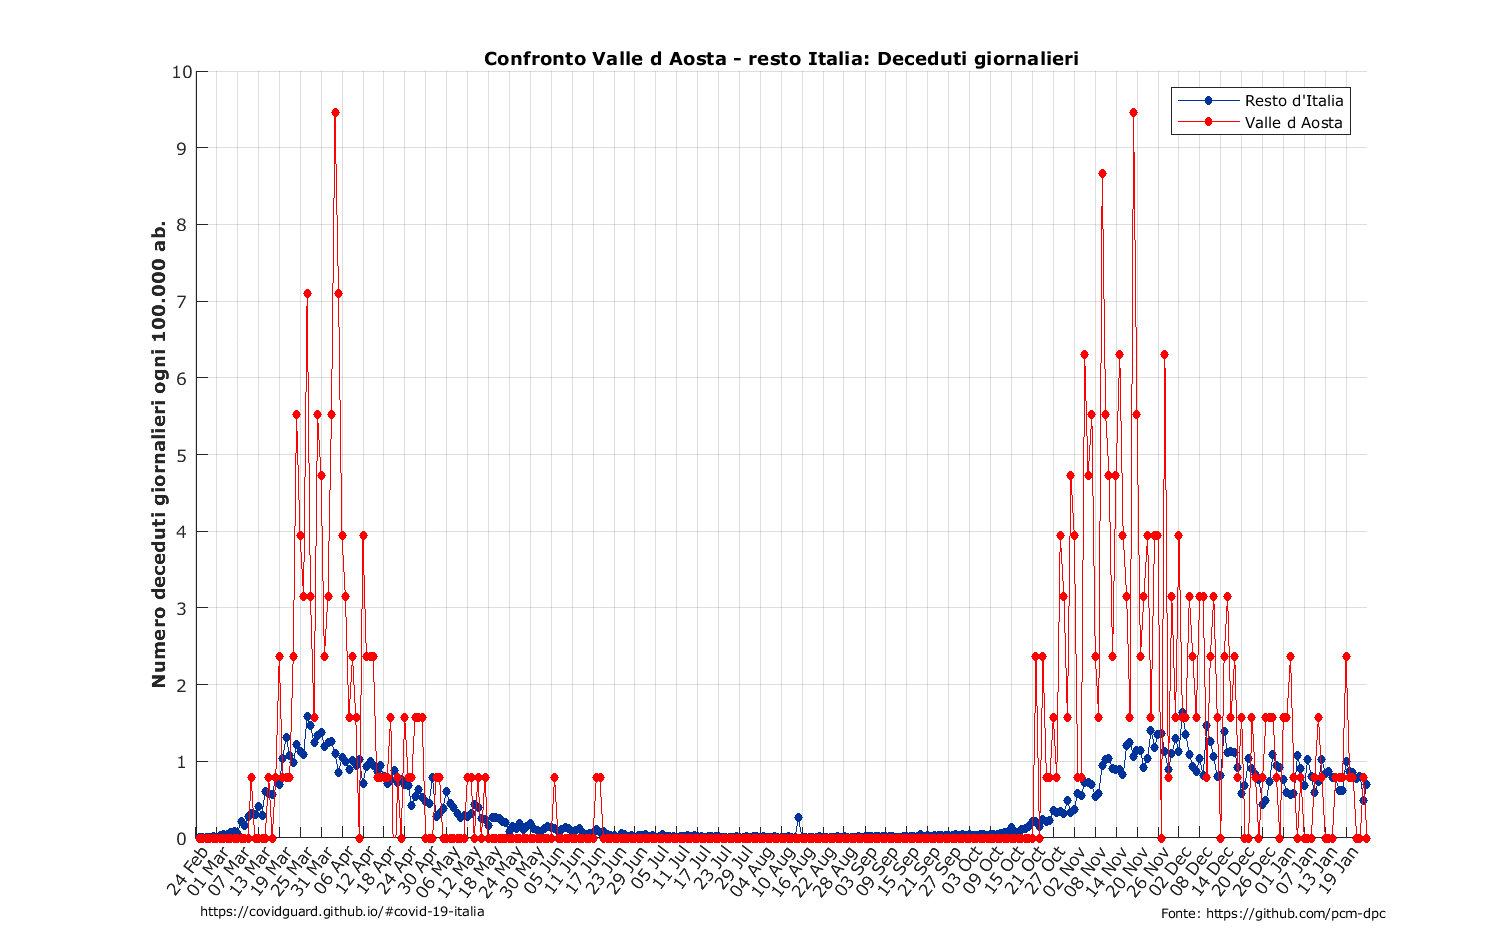 Confronto Valle d Aosta - resto Italia: Deceduti giornalieri
Resto d'Italia
Valle d Aosta
Numero deceduti giornalieri ogni 100.000 ab.
10
9
8
7
6
5
4
3
2
1
0
24 Feb
01 Mar
07 Mar
13 Mar
19 Mar
25 Mar
31 Mar
06 Apr
12 Apr
18 Apr
24 Apr
30 Apr
06 May
12 May
18 May
24 May
30 May
05 Jun
11 Jun
17 Jun
23 Jun
29 Jun
05 Jul
11 Jul
17 Jul
23 Jul
29 Jul
04 Aug
10 Aug
16 Aug
22 Aug
28 Aug
03 Sep
09 Sep
15 Sep
21 Sep
27 Sep
03 Oct
09 Oct
15 Oct
21 Oct
27 Oct
02 Nov
08 Nov
14 Nov
20 Nov
26 Nov
02 Dec
08 Dec
14 Dec
20 Dec
26 Dec
01 Jan
07 Jan
13 Jan
19 Jan
https://covidguard.github.io/#covid-19-italia
Fonte: https://github.com/pcm-dpc